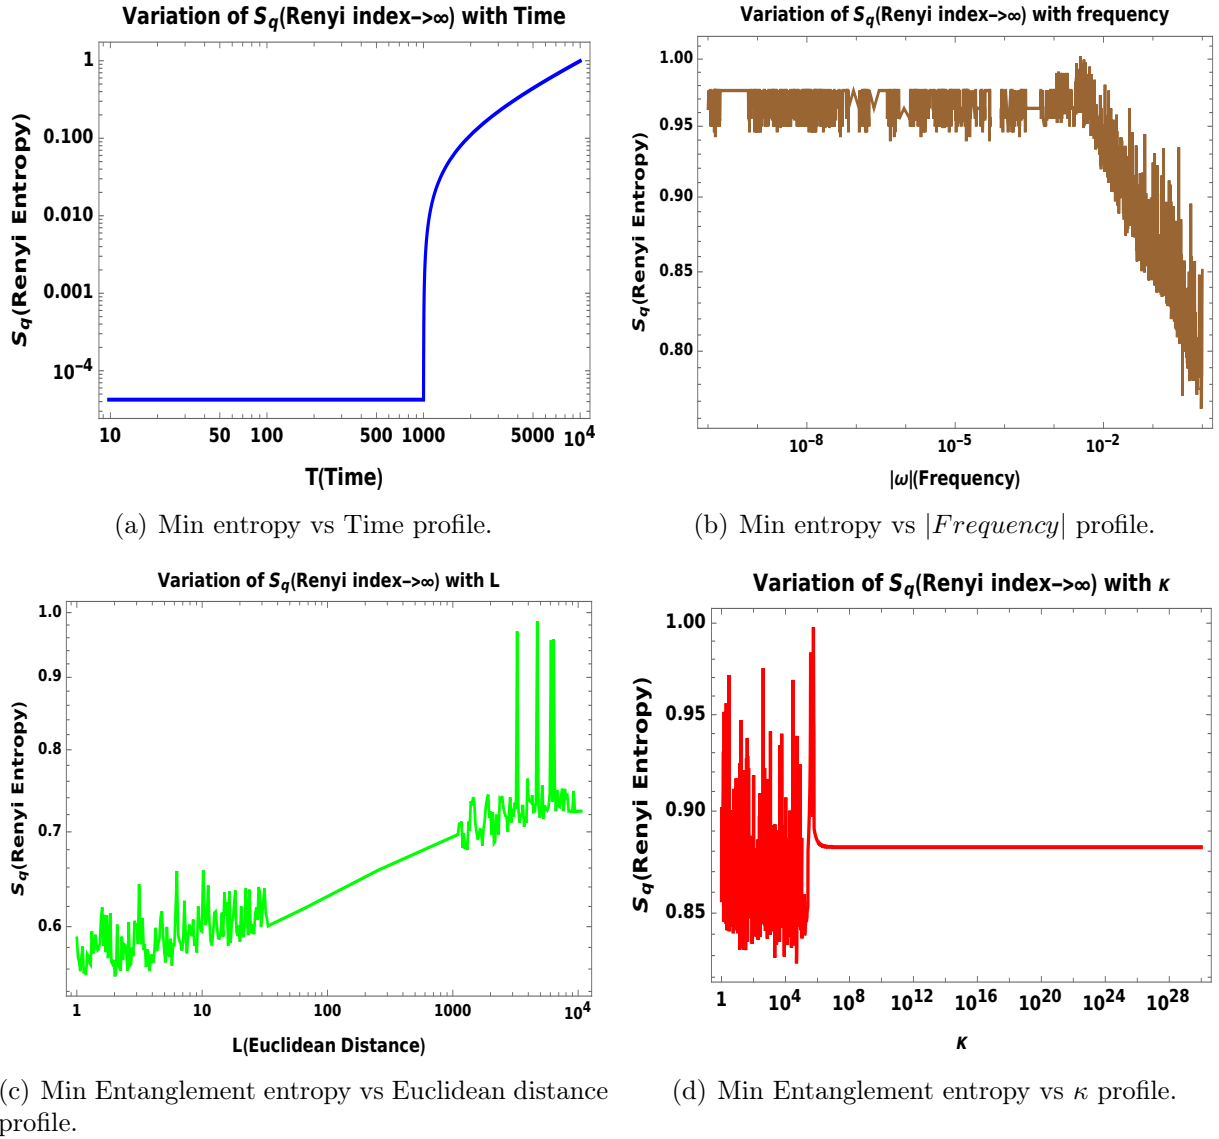 Variation of S_q(Renyi index->∞) with Time
S_q(Renyi Entropy)
1
0.100
0.010
0.001
10^-4
10 50 100 500 1000 5000 10^4
T(Time)
(a) Min entropy vs Time profile.
Variation of S_q(Renyi index->∞) with frequency
S_q(Renyi Entropy)
1.00
0.95
0.90
0.85
0.80
10^-8 10^-5 10^-2
|ω|(Frequency)
(b) Min entropy vs |Frequency| profile.
Variation of S_q(Renyi index->∞) with L
S_q(Renyi Entropy)
1.0
0.9
0.8
0.7
0.6
1 10 100 1000 10^4
L(Euclidean Distance)
(c) Min Entanglement entropy vs Euclidean distance
profile.
Variation of S_q(Renyi index->∞) with κ
S_q(Renyi Entropy)
1.00
0.95
0.90
0.85
1 10^4 10^8 10^12 10^16 10^20 10^24 10^28
κ
(d) Min Entanglement entropy vs κ profile.